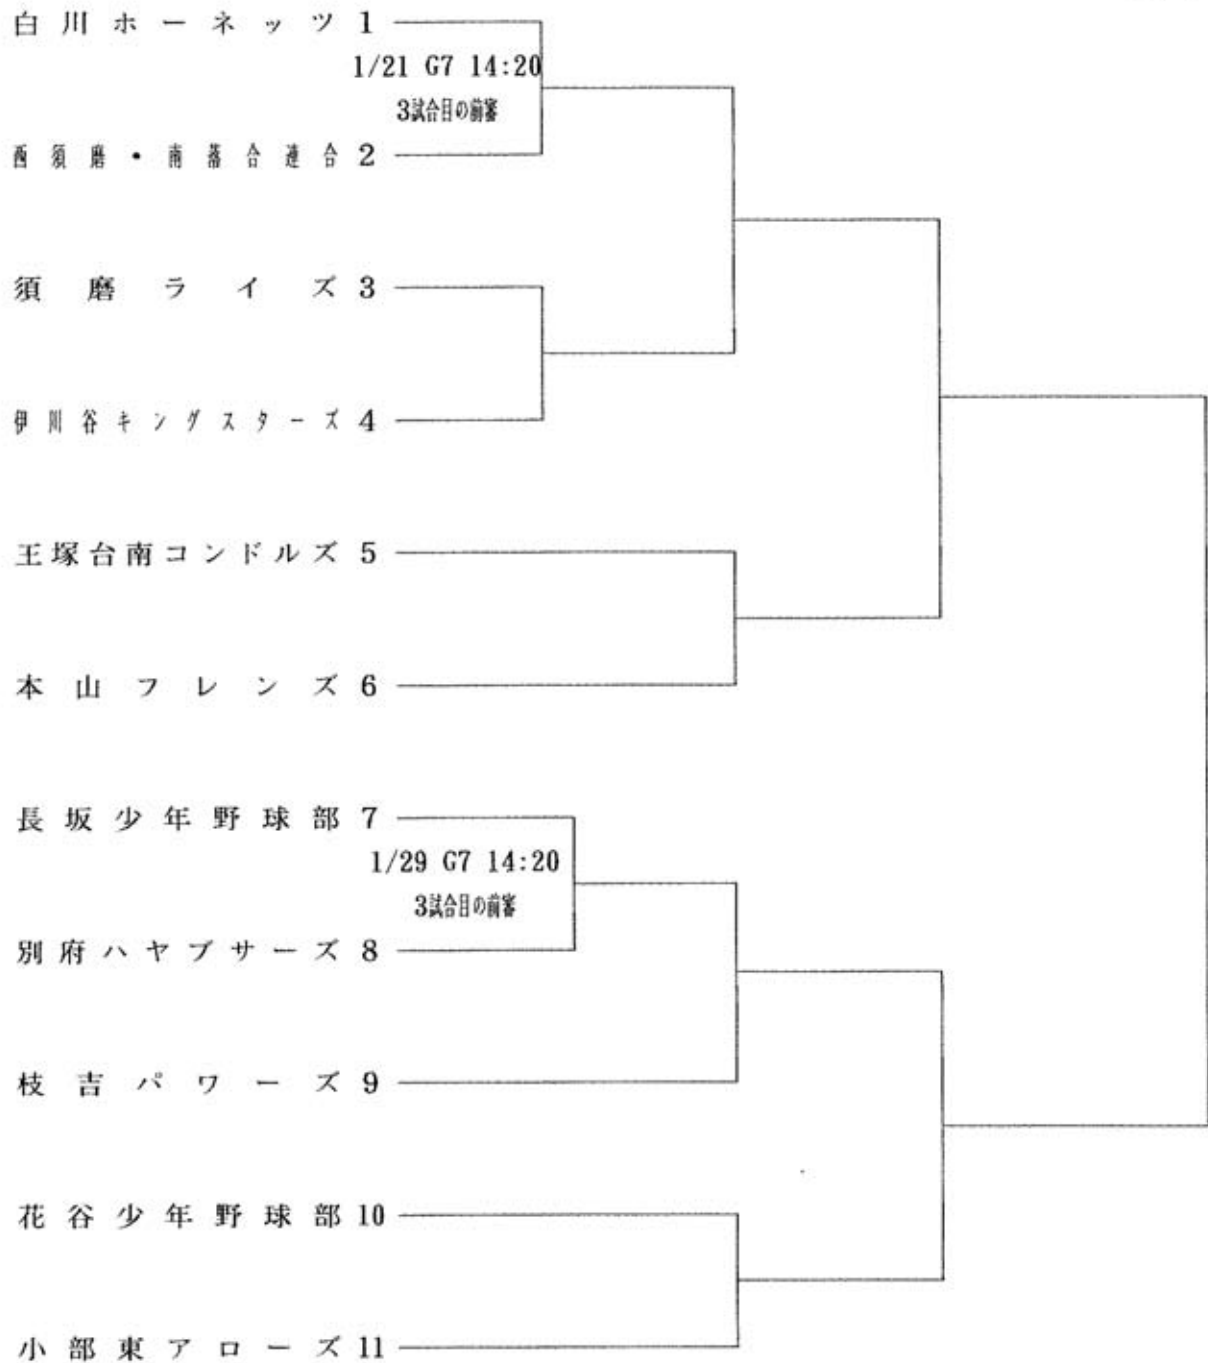 白川ホーネッツ 1
1/21 G7 14:20
3試合目の前審
西須磨・南落合連合 2
須磨ライズ 3
伊川谷キングスターズ 4
王塚台南コンドルズ 5
本山フレンズ 6
長坂少年野球部 7
1/29 G7 14:20
3試合目の前審
別府ハヤブサーズ 8
枝吉パワーズ 9
花谷少年野球部 10
小部東アローズ 11